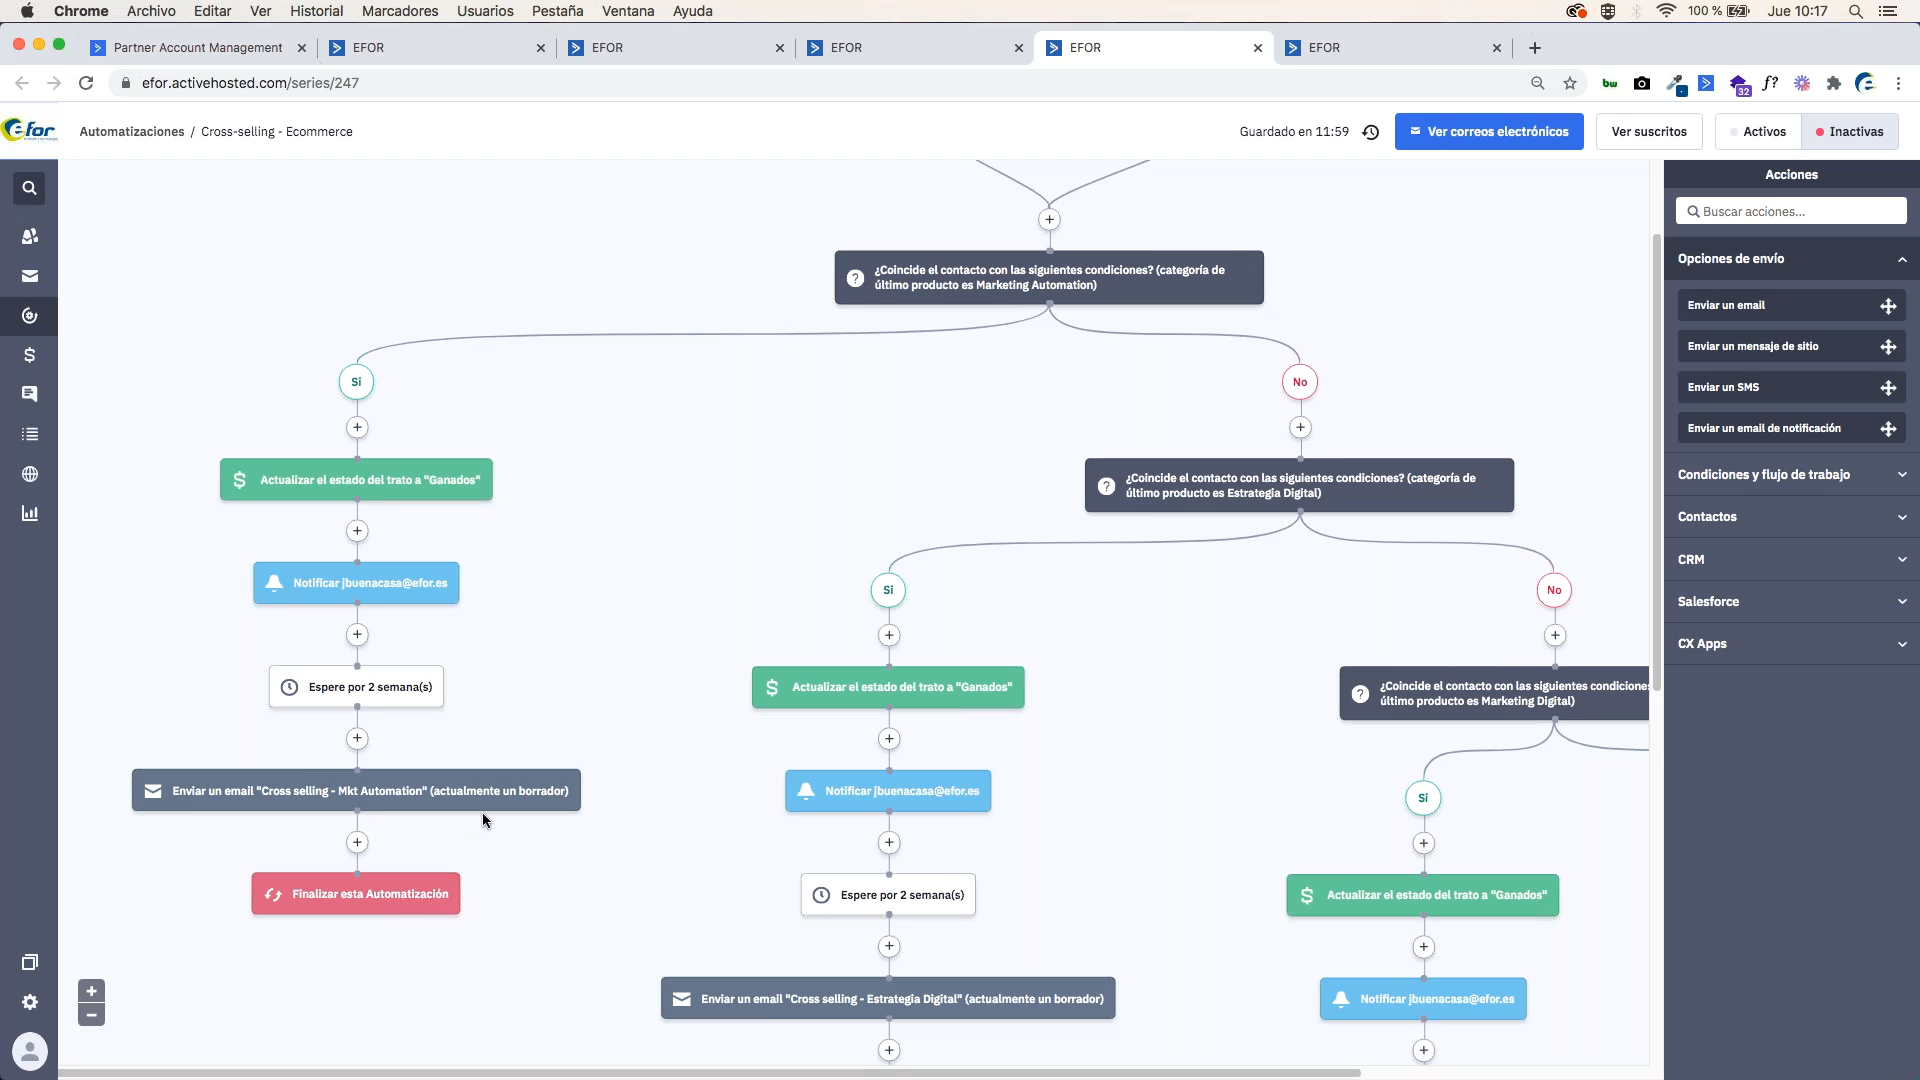 Chrome Archivo Editar Ver Historial Marcadores Usuarios Pestaña Ventana Ayuda 100 % Jue 10:17
Partner Account Management EFOR EFOR EFOR EFOR EFOR
efor.activehosted.com/series/247
bw 32 f?
efor Automatizaciones / Cross-selling - Ecommerce Guardado en 11:59 Ver correos electrónicos Ver suscritos Activos Inactivas
Acciones
Buscar acciones...
Opciones de envío
Enviar un email
Enviar un mensaje de sitio
Enviar un SMS
Enviar un email de notificación
Condiciones y flujo de trabajo
Contactos
CRM
Salesforce
CX Apps
¿Coincide el contacto con las siguientes condiciones? (categoría de
último producto es Marketing Automation)
Si
No
Actualizar el estado del trato a "Ganados"
Notificar jbuenacasa@efor.es
Espere por 2 semana(s)
Enviar un email "Cross selling - Mkt Automation" (actualmente un borrador)
Finalizar esta Automatización
¿Coincide el contacto con las siguientes condiciones? (categoría de
último producto es Estrategia Digital)
Si
No
Actualizar el estado del trato a "Ganados"
Notificar jbuenacasa@efor.es
Espere por 2 semana(s)
Enviar un email "Cross selling - Estrategia Digital" (actualmente un borrador)
¿Coincide el contacto con las siguientes condiciones
último producto es Marketing Digital)
Si
Actualizar el estado del trato a "Ganados"
Notificar jbuenacasa@efor.es